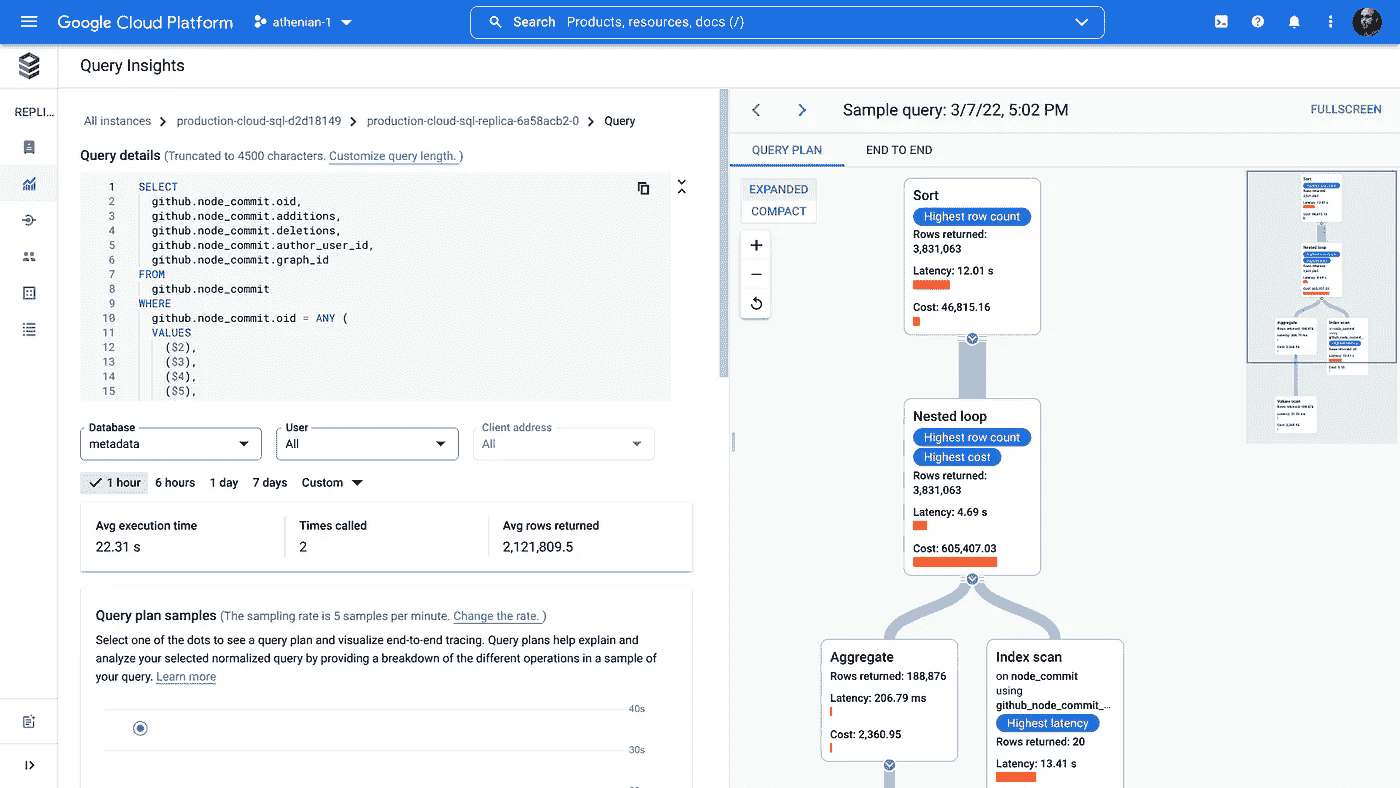 Google Cloud Platform
athenian-1
Search Products, resources, docs (/)
Query Insights
REPLI...
All instances
production-cloud-sql-d2d18149
production-cloud-sql-replica-6a58acb2-0
Query
Query details (Truncated to 4500 characters. Customize query length. )
1 SELECT
2 github.node_commit.oid,
3 github.node_commit.additions,
4 github.node_commit.deletions,
5 github.node_commit.author_user_id,
6 github.node_commit.graph_id
7 FROM
8 github.node_commit
9 WHERE
10 github.node_commit.oid = ANY (
11 VALUES
12 ($2),
13 ($3),
14 ($4),
15 ($5),
Database
metadata
User
All
Client address
All
1 hour 6 hours 1 day 7 days Custom
Avg execution time
22.31 s
Times called
2
Avg rows returned
2,121,809.5
Query plan samples (The sampling rate is 5 samples per minute. Change the rate. )
Select one of the dots to see a query plan and visualize end-to-end tracing. Query plans help explain and
analyze your selected normalized query by providing a breakdown of the different operations in a sample of
your query. Learn more
40s
30s
Sample query: 3/7/22, 5:02 PM
FULLSCREEN
QUERY PLAN
END TO END
EXPANDED
COMPACT
Sort
Highest row count
Rows returned:
3,831,063
Latency: 12.01 s
Cost: 46,815.16
Nested loop
Highest row count
Highest cost
Rows returned:
3,831,063
Latency: 4.69 s
Cost: 605,407.03
Aggregate
Rows returned: 188,876
Latency: 206.79 ms
Cost: 2,360.95
Index scan
on node_commit
using
github_node_commit_...
Highest latency
Rows returned: 20
Latency: 13.41 s
Sort
Nested loop
Aggregate
Index scan